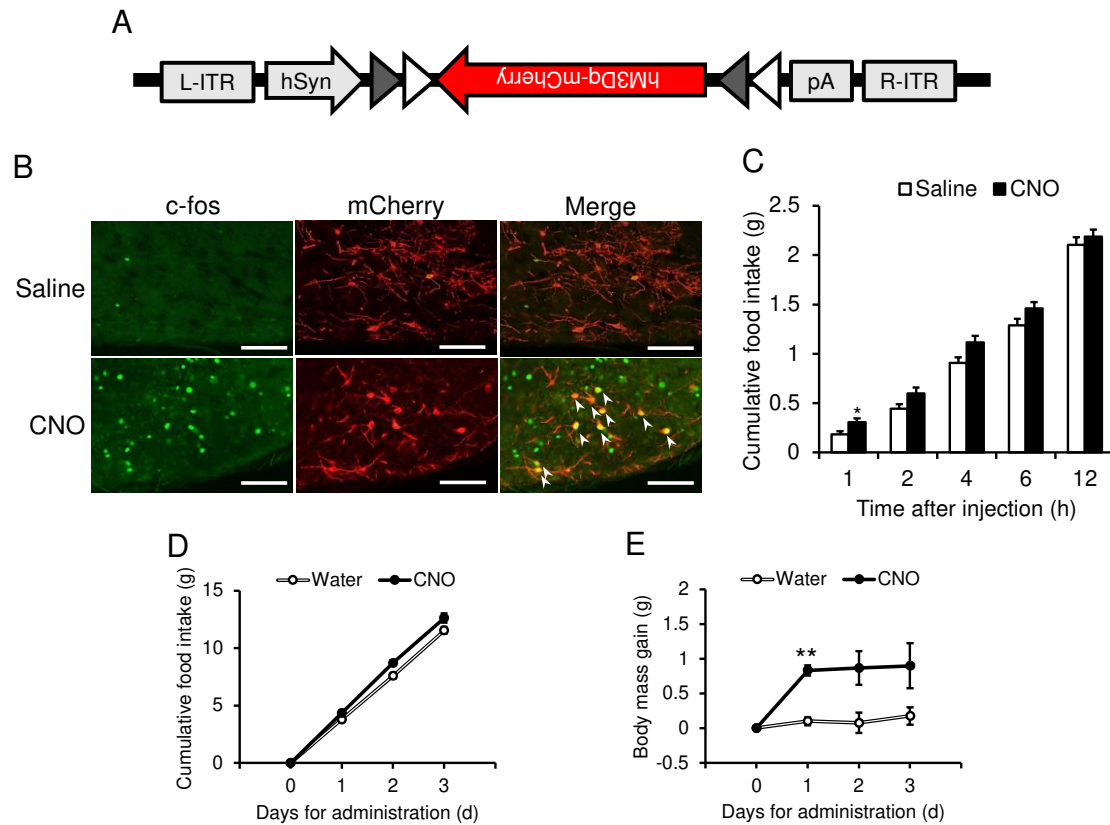 A
L-ITR hSyn hM3Dq-mCherry pA R-ITR
B
c-fos mCherry Merge
Saline
CNO
C
Saline CNO
Cumulative food intake (g)
2.5
2
1.5
1
0.5
0
*
1 2 4 6 12
Time after injection (h)
D
Water CNO
Cumulative food intake (g)
15
10
5
0
0 1 2 3
Days for administration (d)
E
Water CNO
Body mass gain (g)
2
1.5
1
0.5
0
-0.5
**
0 1 2 3
Days for administration (d)